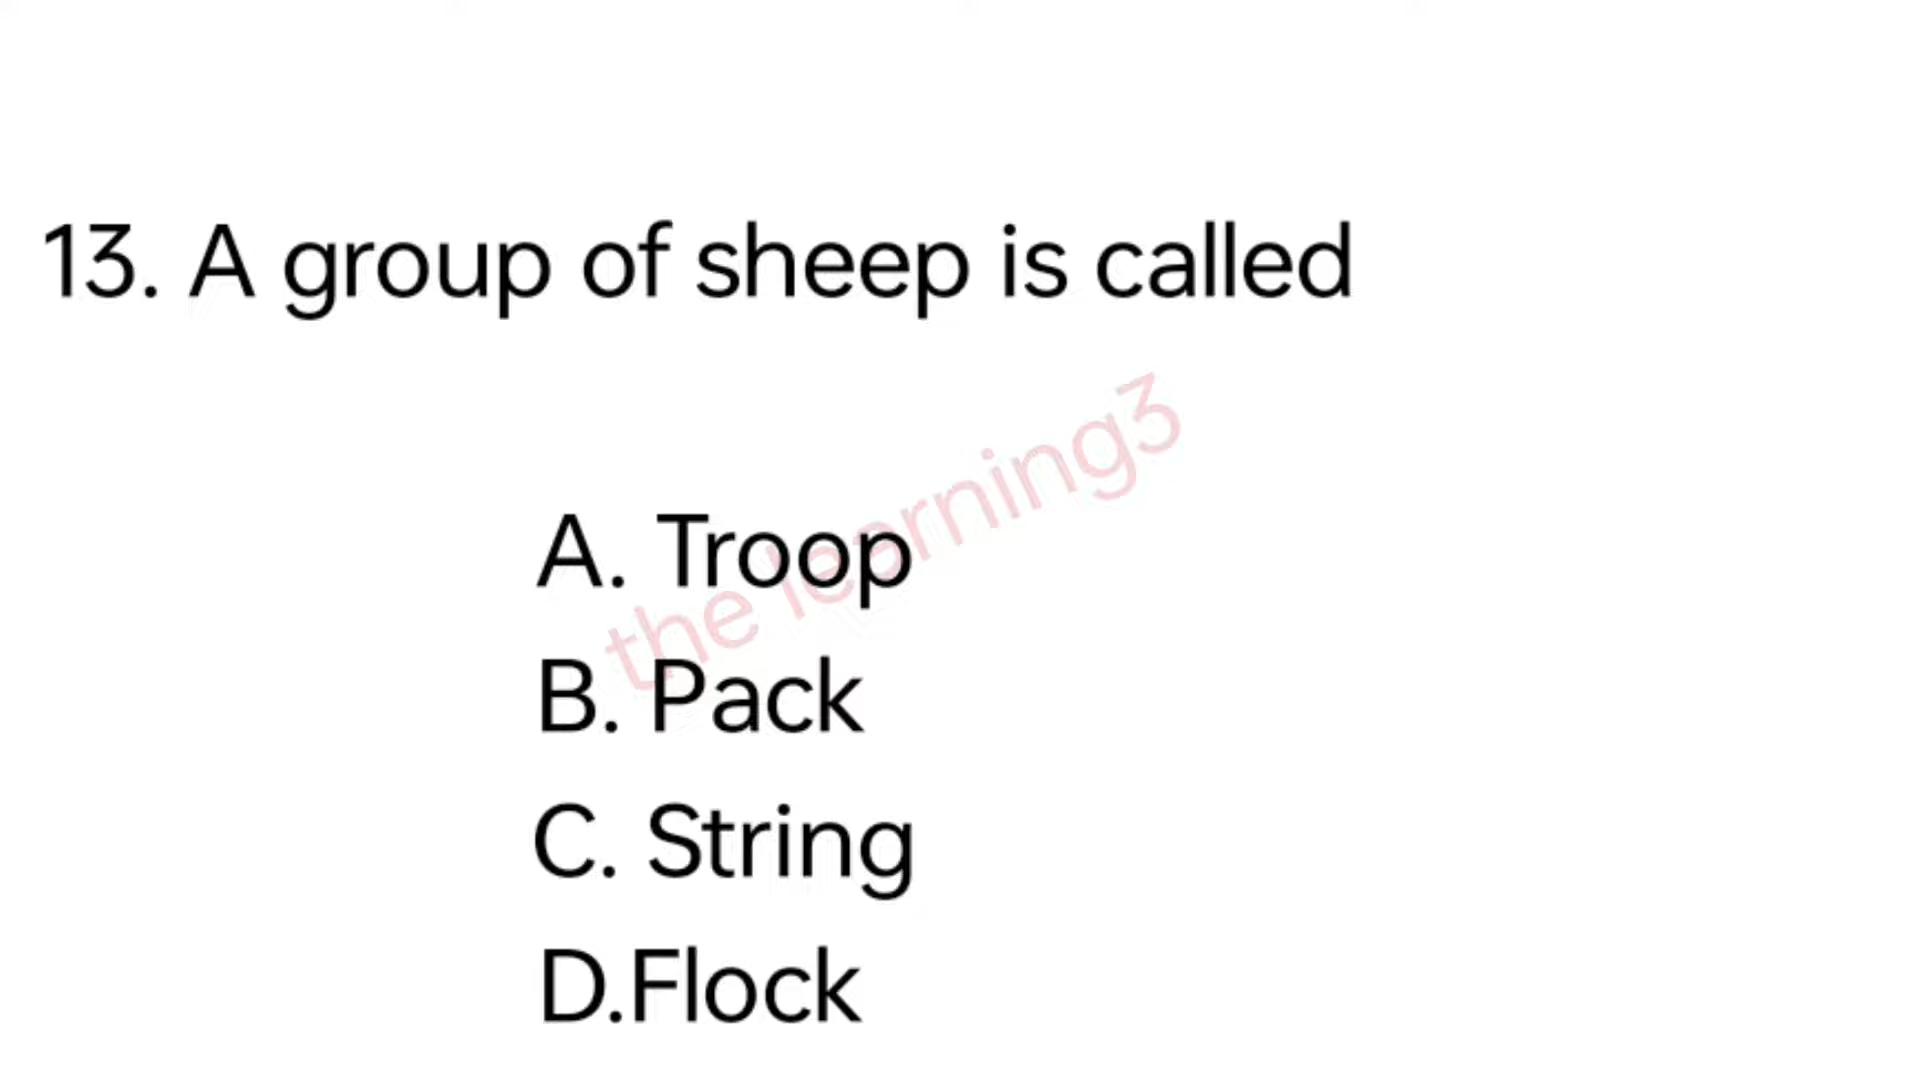 13. A group of sheep is called
the learning3
A. Troop
B. Pack
C. String
D.Flock